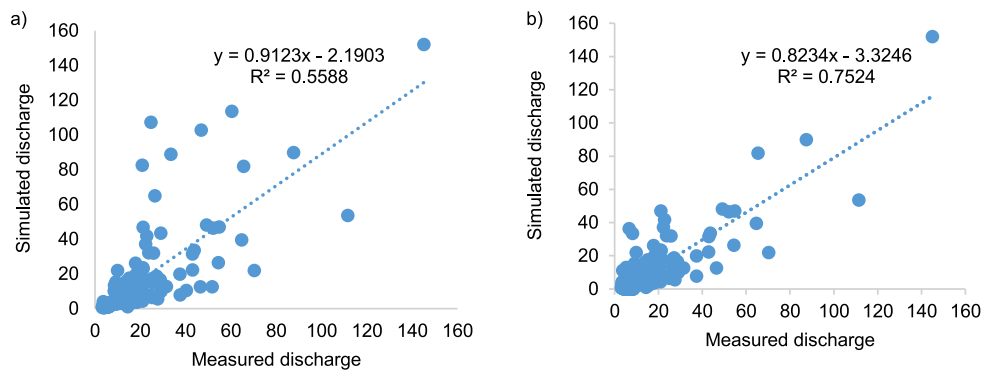 a)
160
140
120
100
80
60
40
20
0
Simulated discharge
y = 0.9123x - 2.1903
R² = 0.5588
0 20 40 60 80 100 120 140 160
Measured discharge
b)
160
140
120
100
80
60
40
20
0
Simulated discharge
y = 0.8234x - 3.3246
R² = 0.7524
0 20 40 60 80 100 120 140 160
Measured discharge